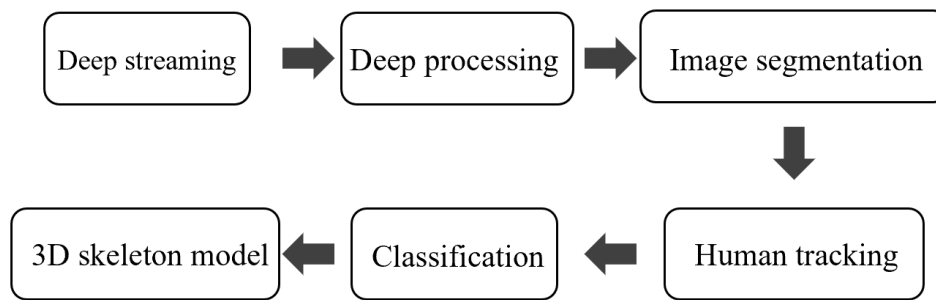 Deep streaming
Deep processing
Image segmentation
Human tracking
Classification
3D skeleton model